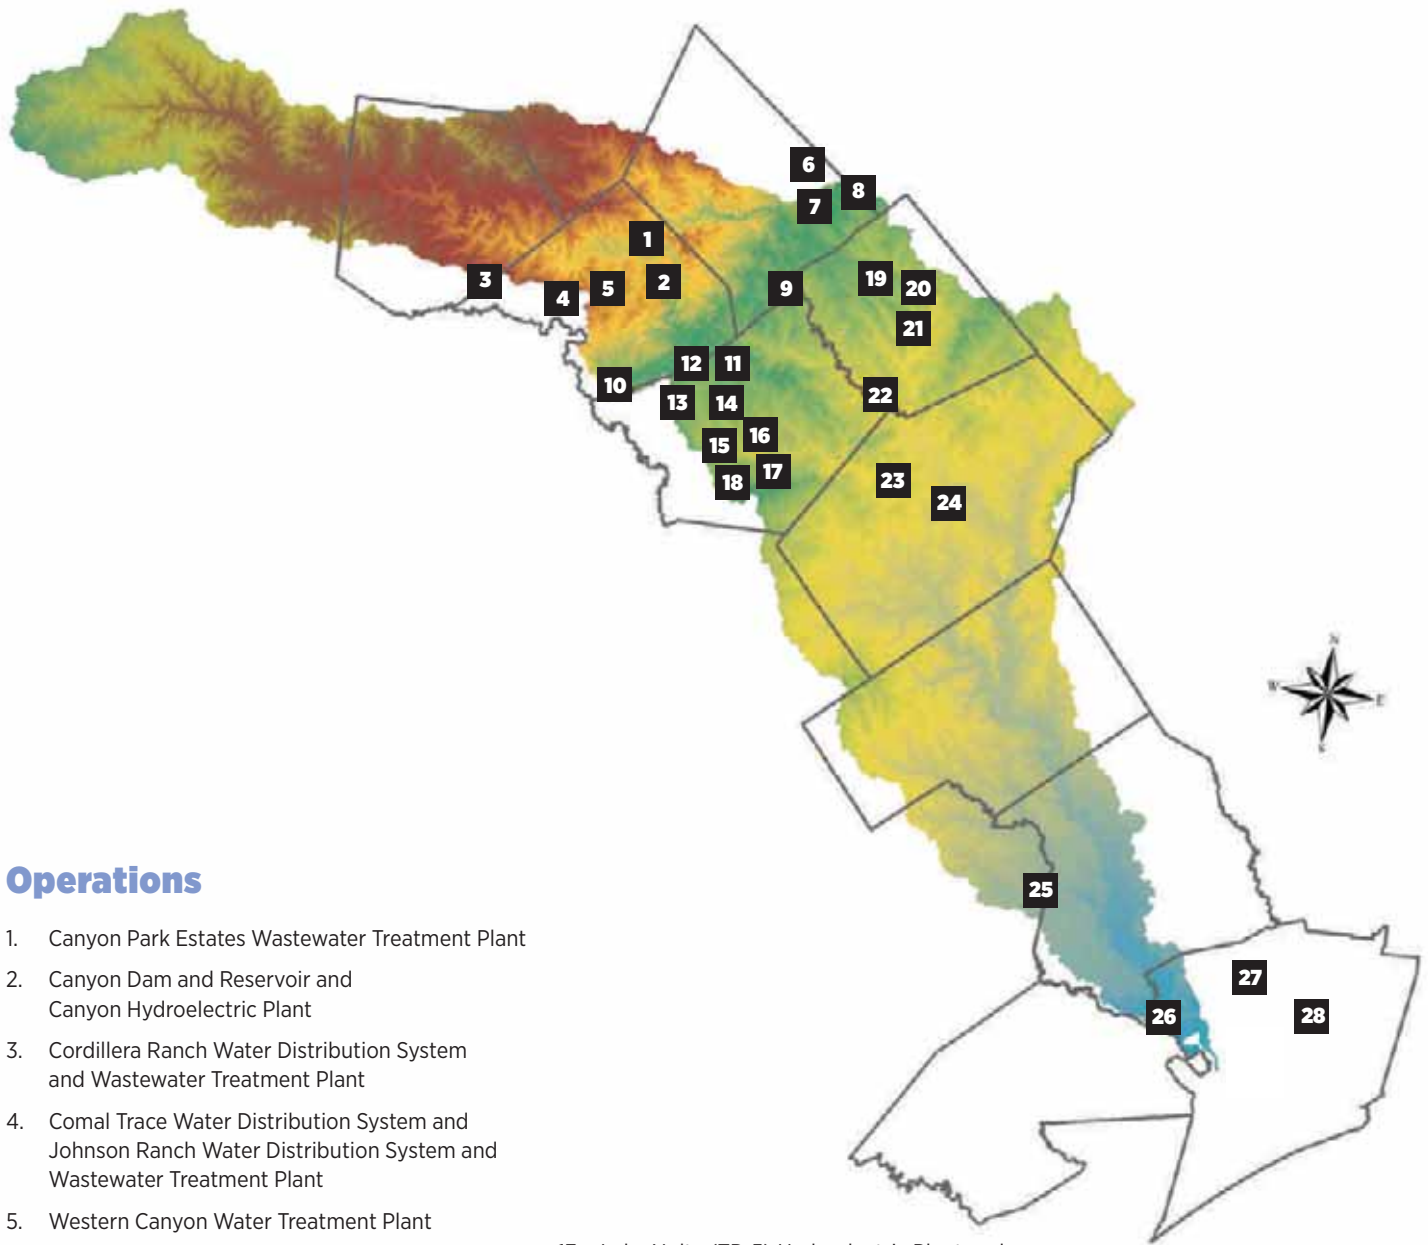 6
8
7
1
3
5
2
4
9
19
20
21
12
11
10
13
14
22
16
15
17
18
23
24
N
W
E
S
25
27
26
28
Operations
1. Canyon Park Estates Wastewater Treatment Plant
2. Canyon Dam and Reservoir and
Canyon Hydroelectric Plant
3. Cordillera Ranch Water Distribution System
and Wastewater Treatment Plant
4. Comal Trace Water Distribution System and
Johnson Ranch Water Distribution System and
Wastewater Treatment Plant
5. Western Canyon Water Treatment Plant